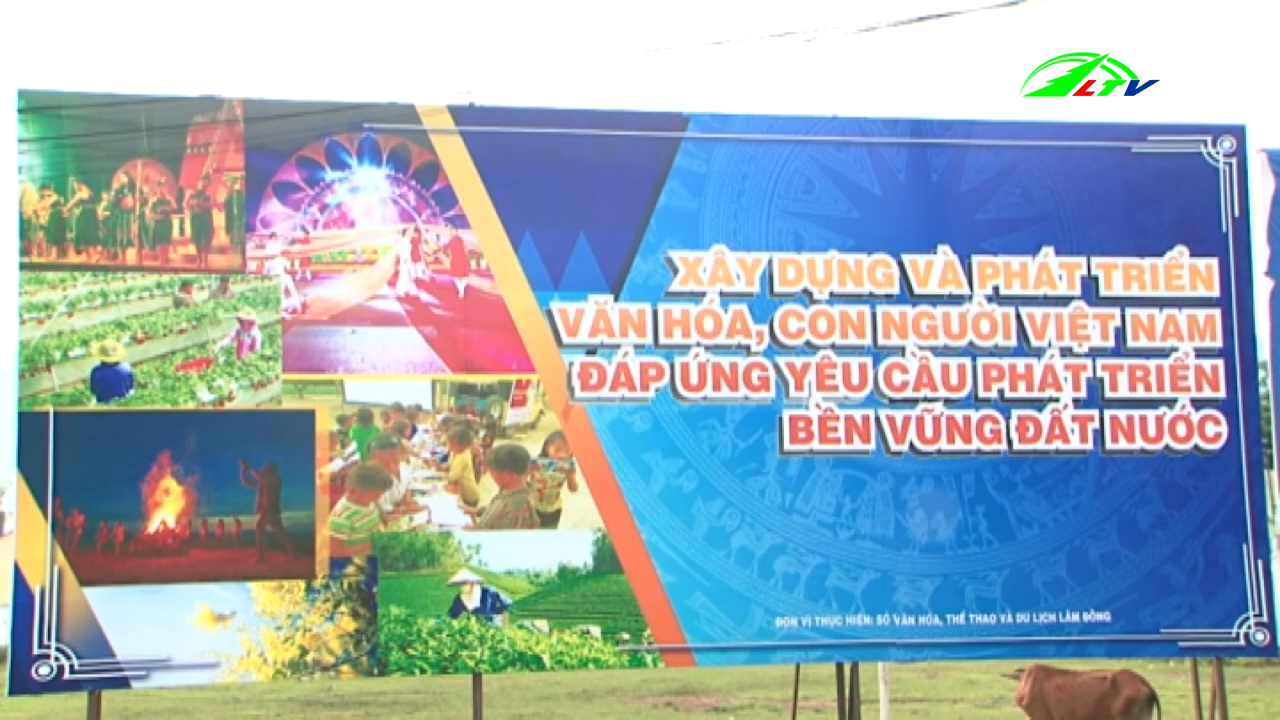 LTV
XÂY DỰNG VÀ PHÁT TRIỂN
VĂN HÓA, CON NGƯỜI VIỆT NAM
ĐÁP ỨNG YÊU CẦU PHÁT TRIỂN
BỀN VỮNG ĐẤT NƯỚC
ĐƠN VỊ THỰC HIỆN: SỞ VĂN HÓA, THỂ THAO VÀ DU LỊCH LÂM ĐỒNG